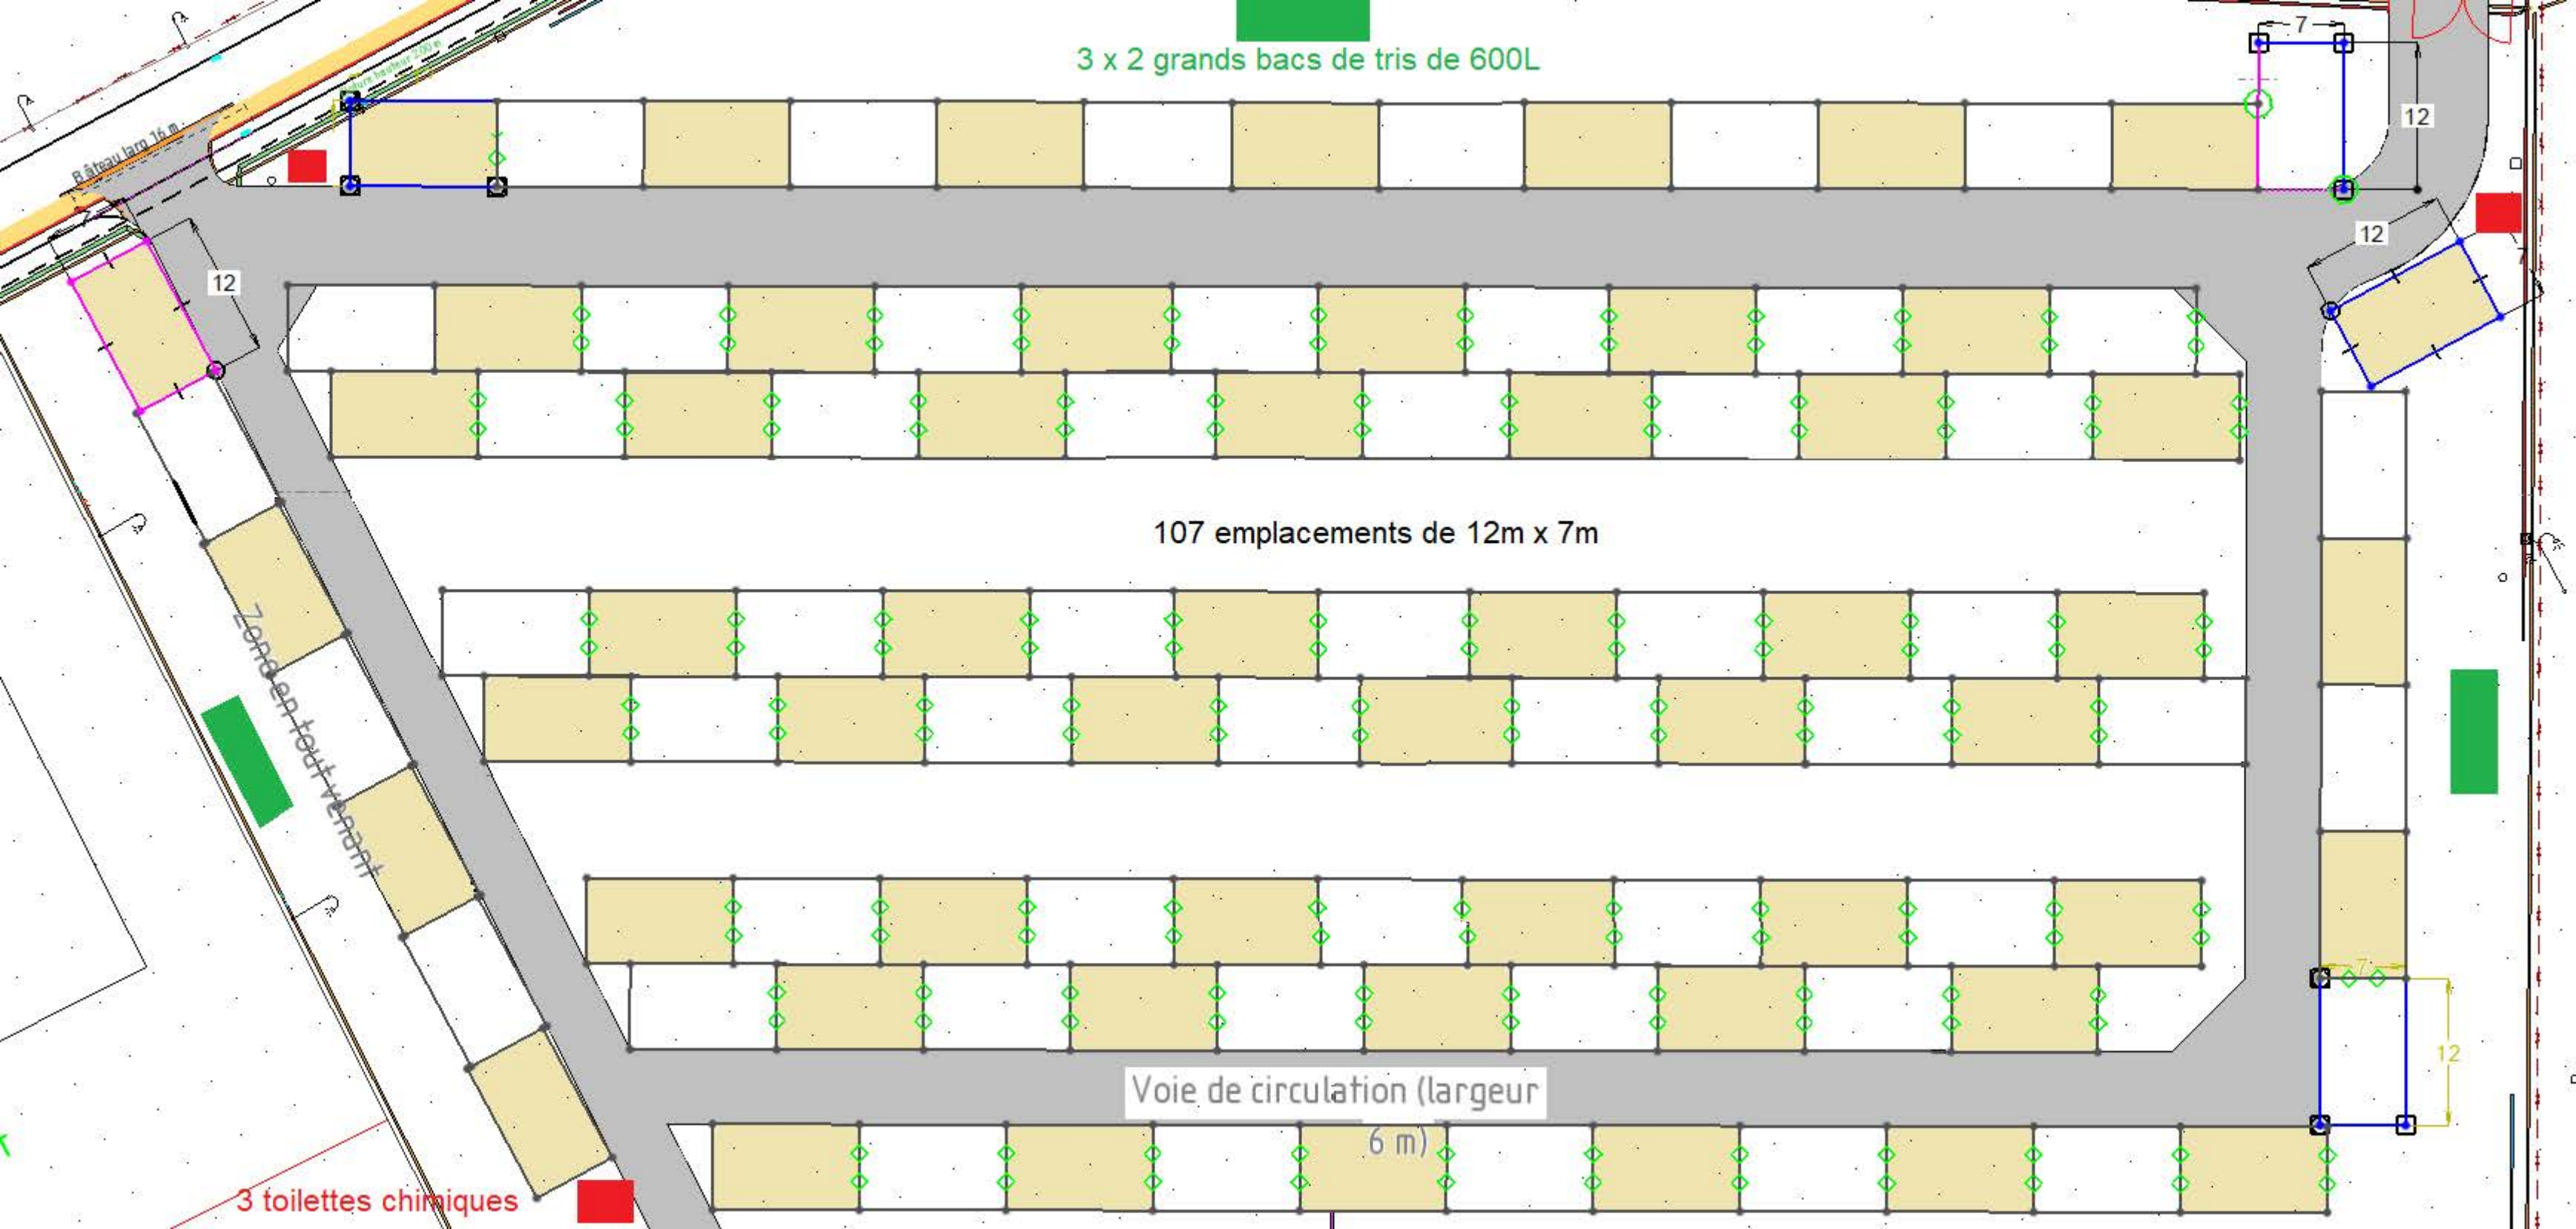 7
3 x 2 grands bacs de tris de 600L
12
Bâteau larg 16 m
12
12
7
107 emplacements de 12m x 7m
Zone en tout venant
7
12
Voie de circulation (largeur
6 m)
3 toilettes chimiques